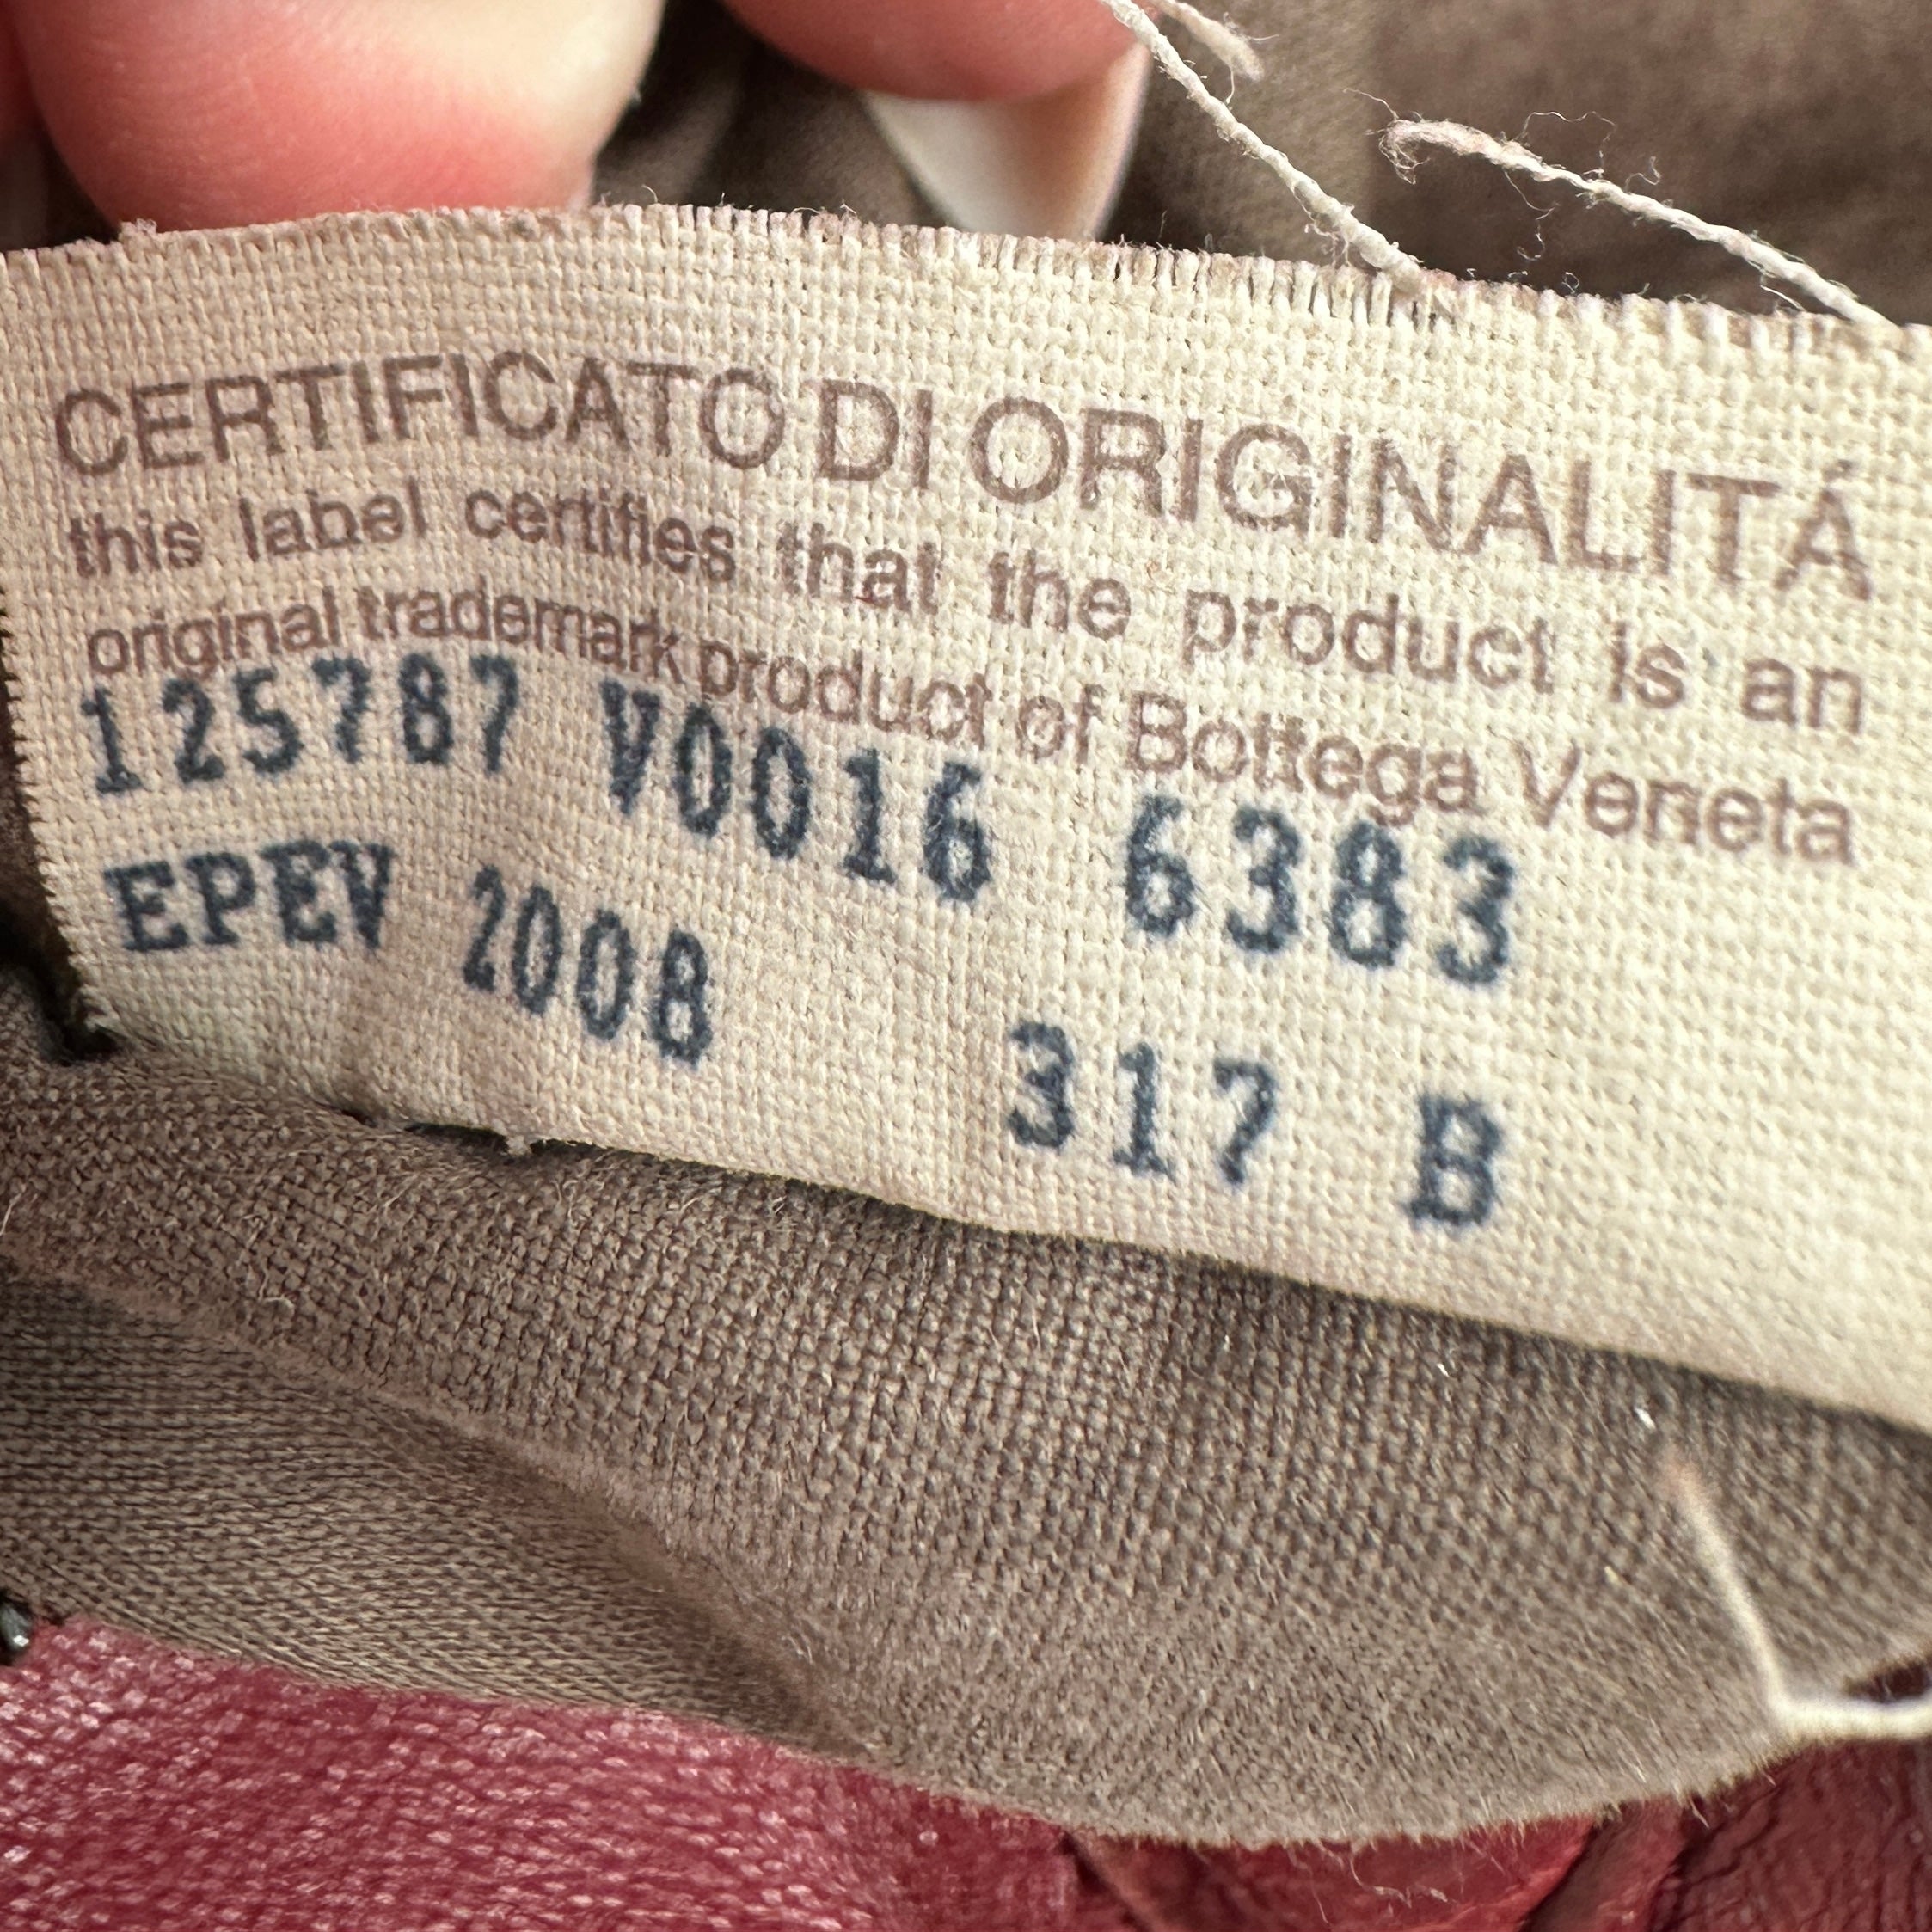 CERTIFICATO DI ORIGINALITÁ
this label certifies that the product is an
original trademark product of Bottega Veneta
125787 V0016 6383
EPEV 2008 317 B